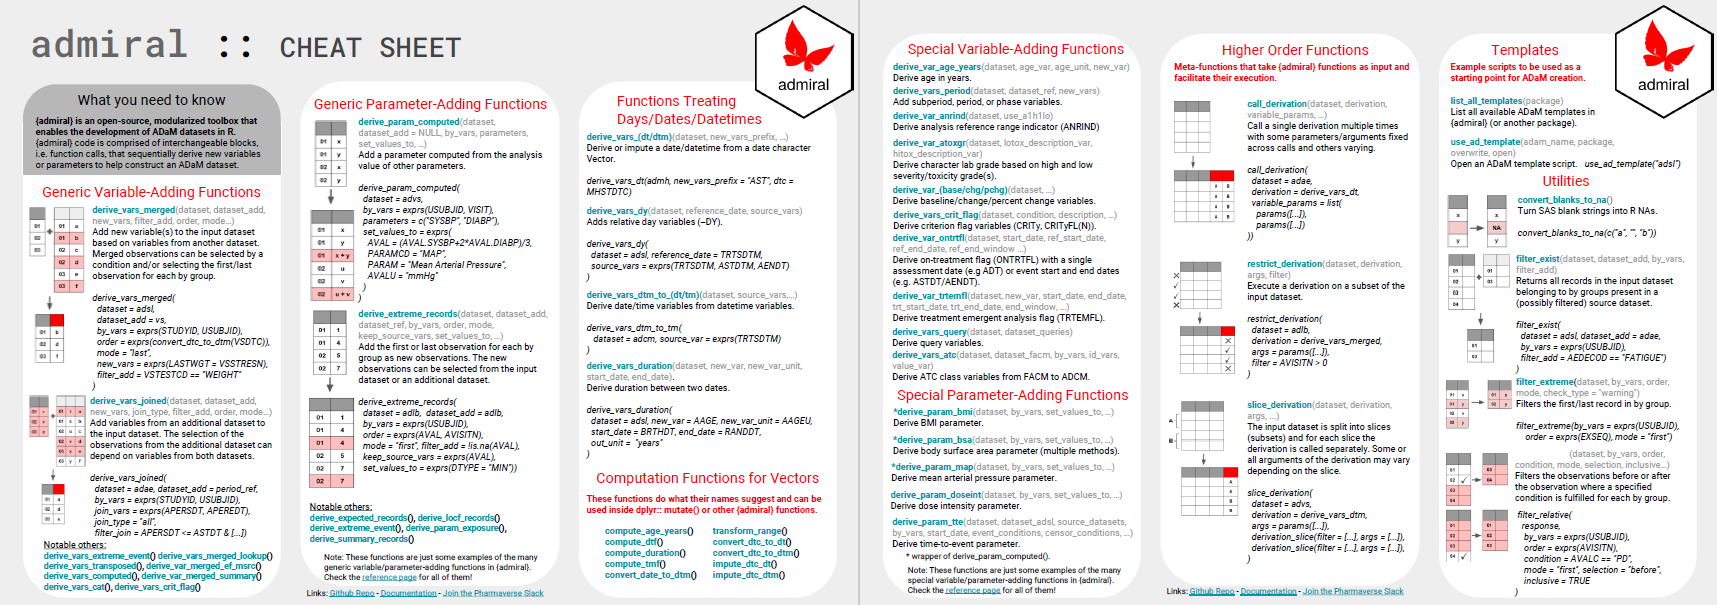 admiral :: CHEAT SHEET
admiral
What you need to know
{admiral} is an open-source, modularized toolbox that
enables the development of ADaM datasets in R.
{admiral} code is comprised of interchangeable blocks,
i.e. function calls, that sequentially derive new variables
or parameters to help construct an ADaM dataset.
Generic Variable-Adding Functions
derive_vars_merged(dataset, dataset_add,
new_vars, filter_add, order, mode…)
Add new variable(s) to the input dataset
based on variables from another dataset.
Merged observations can be selected by a
condition and/or selecting the first/last
observation for each by group.
derive_vars_merged(
dataset = adsl,
dataset_add = vs,
by_vars = exprs(STUDYID, USUBJID),
order = exprs(convert_dtc_to_dtm(VSDTC)),
mode = "last",
new_vars = exprs(LASTWGT = VSSTRESN),
filter_add = VSTESTCD == "WEIGHT"
)
derive_vars_joined(dataset, dataset_add,
new_vars, join_type, filter_add, order, mode…)
Add variables from an additional dataset to
the input dataset. The selection of the
observations from the additional dataset can
depend on variables from both datasets.
derive_vars_joined(
dataset = adae, dataset_add = period_ref,
by_vars = exprs(STUDYID, USUBJID),
join_vars = exprs(APERSDT, APEREDT),
join_type = "all",
filter_join = APERSDT <= ASTDT & [...])
Notable others:
derive_vars_extreme_event() derive_vars_merged_lookup()
derive_vars_transposed(), derive_var_merged_ef_msrc()
derive_vars_computed(), derive_var_merged_summary()
derive_vars_cat(), derive_vars_crit_flag()
Generic Parameter-Adding Functions
derive_param_computed(dataset,
dataset_add = NULL, by_vars, parameters,
set_values_to, …)
Add a parameter computed from the analysis
value of other parameters.
derive_param_computed(
dataset = advs,
by_vars = exprs(USUBJID, VISIT),
parameters = c("SYSBP", "DIABP"),
set_values_to = exprs(
AVAL = (AVAL.SYSBP+2*AVAL.DIABP)/3,
PARAMCD = "MAP",
PARAM = "Mean Arterial Pressure",
AVALU = "mmHg"
)
)
derive_extreme_records(dataset, dataset_add,
dataset_ref, by_vars, order, mode,
keep_source_vars, set_values_to, …)
Add the first or last observation for each by
group as new observations. The new
observations can be selected from the input
dataset or an additional dataset.
derive_extreme_records(
dataset = adlb, dataset_add = adlb,
by_vars = exprs(USUBJID),
order = exprs(AVAL, AVISITN),
mode = "first", filter_add = !is.na(AVAL),
keep_source_vars = exprs(AVAL),
set_values_to = exprs(DTYPE = "MIN"))
Notable others:
derive_expected_records(), derive_locf_records()
derive_extreme_event(), derive_param_exposure(),
derive_summary_records()
Note: These functions are just some examples of the many
generic variable/parameter-adding functions in {admiral}.
Check the reference page for all of them!
Links: Github Repo - Documentation - Join the Pharmaverse Slack
Functions Treating
Days/Dates/Datetimes
derive_vars_(dt/dtm)(dataset, new_vars_prefix, …)
Derive or impute a date/datetime from a date character
Vector.
derive_vars_dt(admh, new_vars_prefix = "AST", dtc =
MHSTDTC)
derive_vars_dy(dataset, reference_date, source_vars)
Adds relative day variables (--DY).
derive_vars_dy(
dataset = adsl, reference_date = TRTSDTM,
source_vars = exprs(TRTSDTM, ASTDTM, AENDT)
)
derive_vars_dtm_to_(dt/tm)(dataset, source_vars,…)
Derive date/time variables from datetime variables.
derive_vars_dtm_to_tm(
dataset = adcm, source_var = exprs(TRTSDTM)
)
derive_vars_duration(dataset, new_var, new_var_unit,
start_date, end_date).
Derive duration between two dates.
derive_vars_duration(
dataset = adsl, new_var = AAGE, new_var_unit = AAGEU,
start_date = BRTHDT, end_date = RANDDT,
out_unit = "years"
)
Computation Functions for Vectors
These functions do what their names suggest and can be
used inside dplyr:: mutate() or other {admiral} functions.
compute_age_years() transform_range()
compute_dtf() convert_dtc_to_dt()
compute_duration() convert_dtc_to_dtm()
compute_tmf() impute_dtc_dt()
convert_date_to_dtm() impute_dtc_dtm()
Special Variable-Adding Functions
derive_var_age_years(dataset, age_var, age_unit, new_var)
Derive age in years.
derive_vars_period(dataset, dataset_ref, new_vars)
Add subperiod, period, or phase variables.
derive_var_anrind(dataset, use_a1hI1lo)
Derive analysis reference range indicator (ANRIND)
derive_var_atoxgr(dataset, lotox_description_var,
hitox_description_var)
Derive character lab grade based on high and low
severity/toxicity grade(s).
derive_var_(base/chg/pchg)(dataset, …)
Derive baseline/change/percent change variables.
derive_vars_crit_flag(dataset, condition, description, …)
Derive criterion flag variables (CRITy, CRITyFL(N)).
derive_var_ontrtfl(dataset, start_date, ref_start_date,
ref_end_date, ref_end_window …)
Derive on-treatment flag (ONTRTFL) with a single
assessment date (e.g ADT) or event start and end dates
(e.g. ASTDT/AENDT).
derive_var_trtemfl(dataset, new_var, start_date, end_date,
trt_start_date, trt_end_date, end_window, …)
Derive treatment emergent analysis flag (TRTEMFL).
derive_vars_query(dataset, dataset_queries)
Derive query variables.
derive_vars_atc(dataset, dataset_facm, by_vars, id_vars,
value_var)
Derive ATC class variables from FACM to ADCM.
Special Parameter-Adding Functions
*derive_param_bmi(dataset, by_vars, set_values_to, …)
Derive BMI parameter.
*derive_param_bsa(dataset, by_vars, set_values_to, …)
Derive body surface area parameter (multiple methods).
*derive_param_map(dataset, by_vars, set_values_to, …)
Derive mean arterial pressure parameter.
derive_param_doseint(dataset, by_vars, set_values_to, …)
Derive dose intensity parameter.
derive_param_tte(dataset, dataset_adsl, source_datasets,
by_vars, start_date, event_conditions, censor_conditions, …)
Derive time-to-event parameter.
* wrapper of derive_param_computed().
Note: These functions are just some examples of the many
special variable/parameter-adding functions in {admiral}.
Check the reference page for all of them!
Higher Order Functions
Meta-functions that take {admiral} functions as input and
facilitate their execution.
call_derivation(dataset, derivation,
variable_params, …)
Call a single derivation multiple times
with some parameters/arguments fixed
across calls and others varying.
call_derivation(
dataset = adae,
derivation = derive_vars_dt,
variable_params = list(
params([...]),
params([...])
))
restrict_derivation(dataset, derivation,
args, filter)
Execute a derivation on a subset of the
input dataset.
restrict_derivation(
dataset = adlb,
derivation = derive_vars_merged,
args = params([...]),
filter = AVISITN > 0
)
slice_derivation(dataset, derivation,
args, …)
The input dataset is split into slices
(subsets) and for each slice the
derivation is called separately. Some or
all arguments of the derivation may vary
depending on the slice.
slice_derivation(
dataset = advs,
derivation = derive_vars_dtm,
args = params([...]),
derivation_slice(filter = [...], args = [...]),
derivation_slice(filter = [...], args = [...]),
)
Links: Github Repo - Documentation - Join the Pharmaverse Slack
admiral
Templates
Example scripts to be used as a
starting point for ADaM creation.
list_all_templates(package)
List all available ADaM templates in
{admiral} (or another package).
use_ad_template(adam_name, package,
overwrite, open)
Open an ADaM template script. use_ad_template("adsl")
Utilities
convert_blanks_to_na()
Turn SAS blank strings into R NAs.
convert_blanks_to_na(c("a", "", "b"))
filter_exist(dataset, dataset_add, by_vars,
filter_add)
Returns all records in the input dataset
belonging to by groups present in a
(possibly filtered) source dataset.
filter_exist(
dataset = adsl, dataset_add = adae,
by_vars = exprs(USUBJID),
filter_add = AEDECOD == "FATIGUE")
)
filter_extreme(dataset, by_vars, order,
mode, check_type = "warning")
Filters the first/last record in by group.
filter_extreme(by_vars = exprs(USUBJID),
order = exprs(EXSEQ), mode = "first")
(dataset, by_vars, order,
condition, mode, selection, inclusive…)
Filters the observations before or after
the observation where a specified
condition is fulfilled for each by group.
filter_relative(
response,
by_vars = exprs(USUBJID),
order = exprs(AVISITN),
condition = AVALC == "PD",
mode = "first", selection = "before",
inclusive = TRUE
)